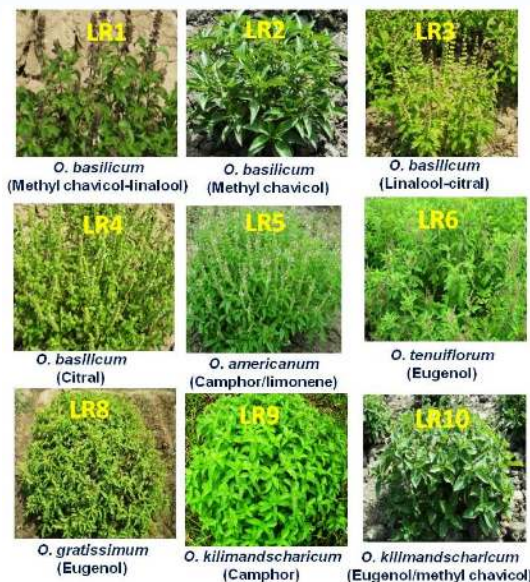 LR1
LR2
LR3
O. basilicum
(Methyl chavicol-linalool)
O. basilicum
(Methyl chavicol)
O. basilicum
(Linalool-citral)
LR4
LR5
LR6
O. basilicum
(Citral)
O. americanum
(Camphor/limonene)
O. tenuiflorum
(Eugenol)
LR8
LR9
LR10
O. gratissimum
(Eugenol)
O. kilimandscharicum
(Camphor)
O. kilimandscharicum
(Eugenol/methyl chavicol